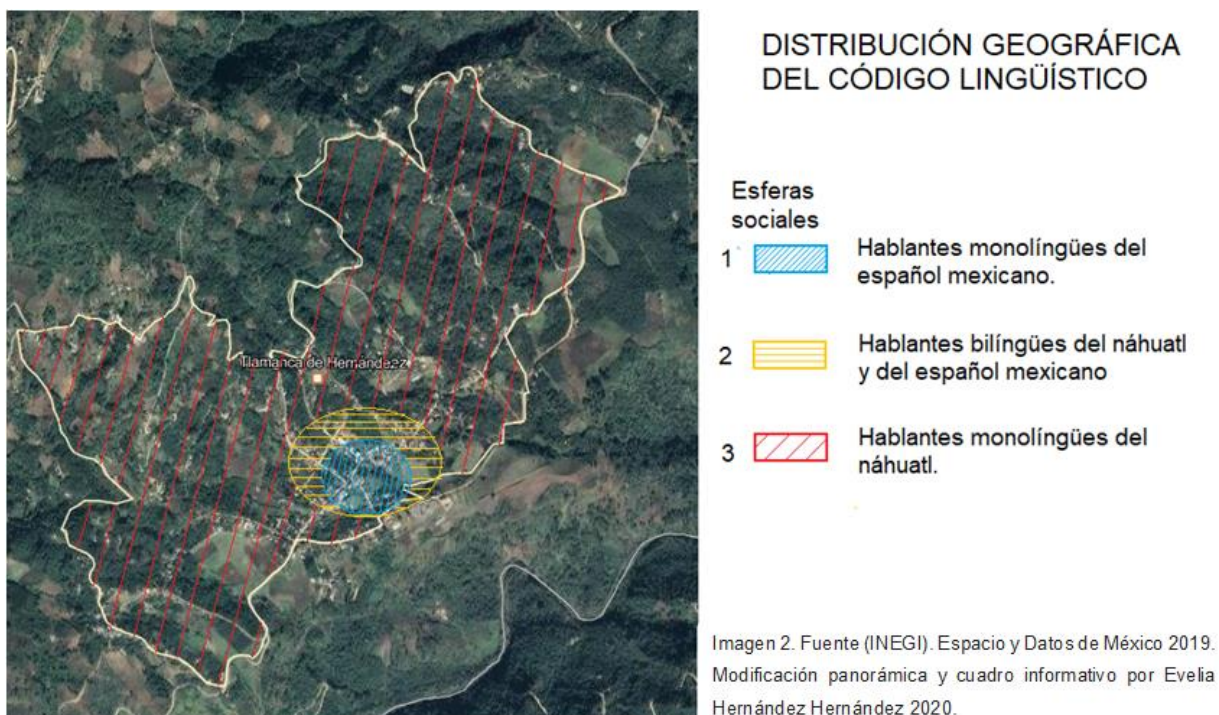 DISTRIBUCIÓN GEOGRÁFICA
DEL CÓDIGO LINGÜÍSTICO
Esferas
sociales
1 Hablantes monolingües del
español mexicano.
2 Hablantes bilíngües del náhuatl
y del español mexicano
3 Hablantes monolíngües del
náhuatl.
Tlamanca de Hernández
Imagen 2. Fuente (INEGI). Espacio y Datos de México 2019.
Modificación panorámica y cuadro informativo por Evelia
Hernández Hernández 2020.